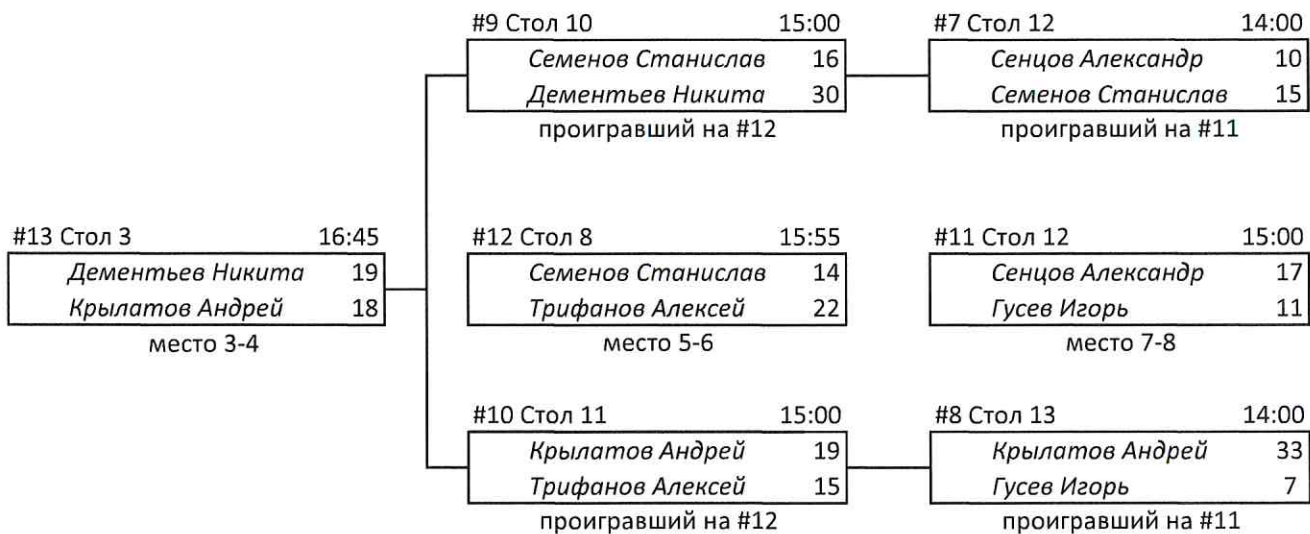 #9 Стол 10 15:00
Семенов Станислав 16
Дементьев Никита 30
проигравший на #12
#7 Стол 12 14:00
Сенцов Александр 10
Семенов Станислав 15
проигравший на #11
#13 Стол 3 16:45
Дементьев Никита 19
Крылатов Андрей 18
место 3-4
#12 Стол 8 15:55
Семенов Станислав 14
Трифанов Алексей 22
место 5-6
#11 Стол 12 15:00
Сенцов Александр 17
Гусев Игорь 11
место 7-8
#10 Стол 11 15:00
Крылатов Андрей 19
Трифанов Алексей 15
проигравший на #12
#8 Стол 13 14:00
Крылатов Андрей 33
Гусев Игорь 7
проигравший на #11